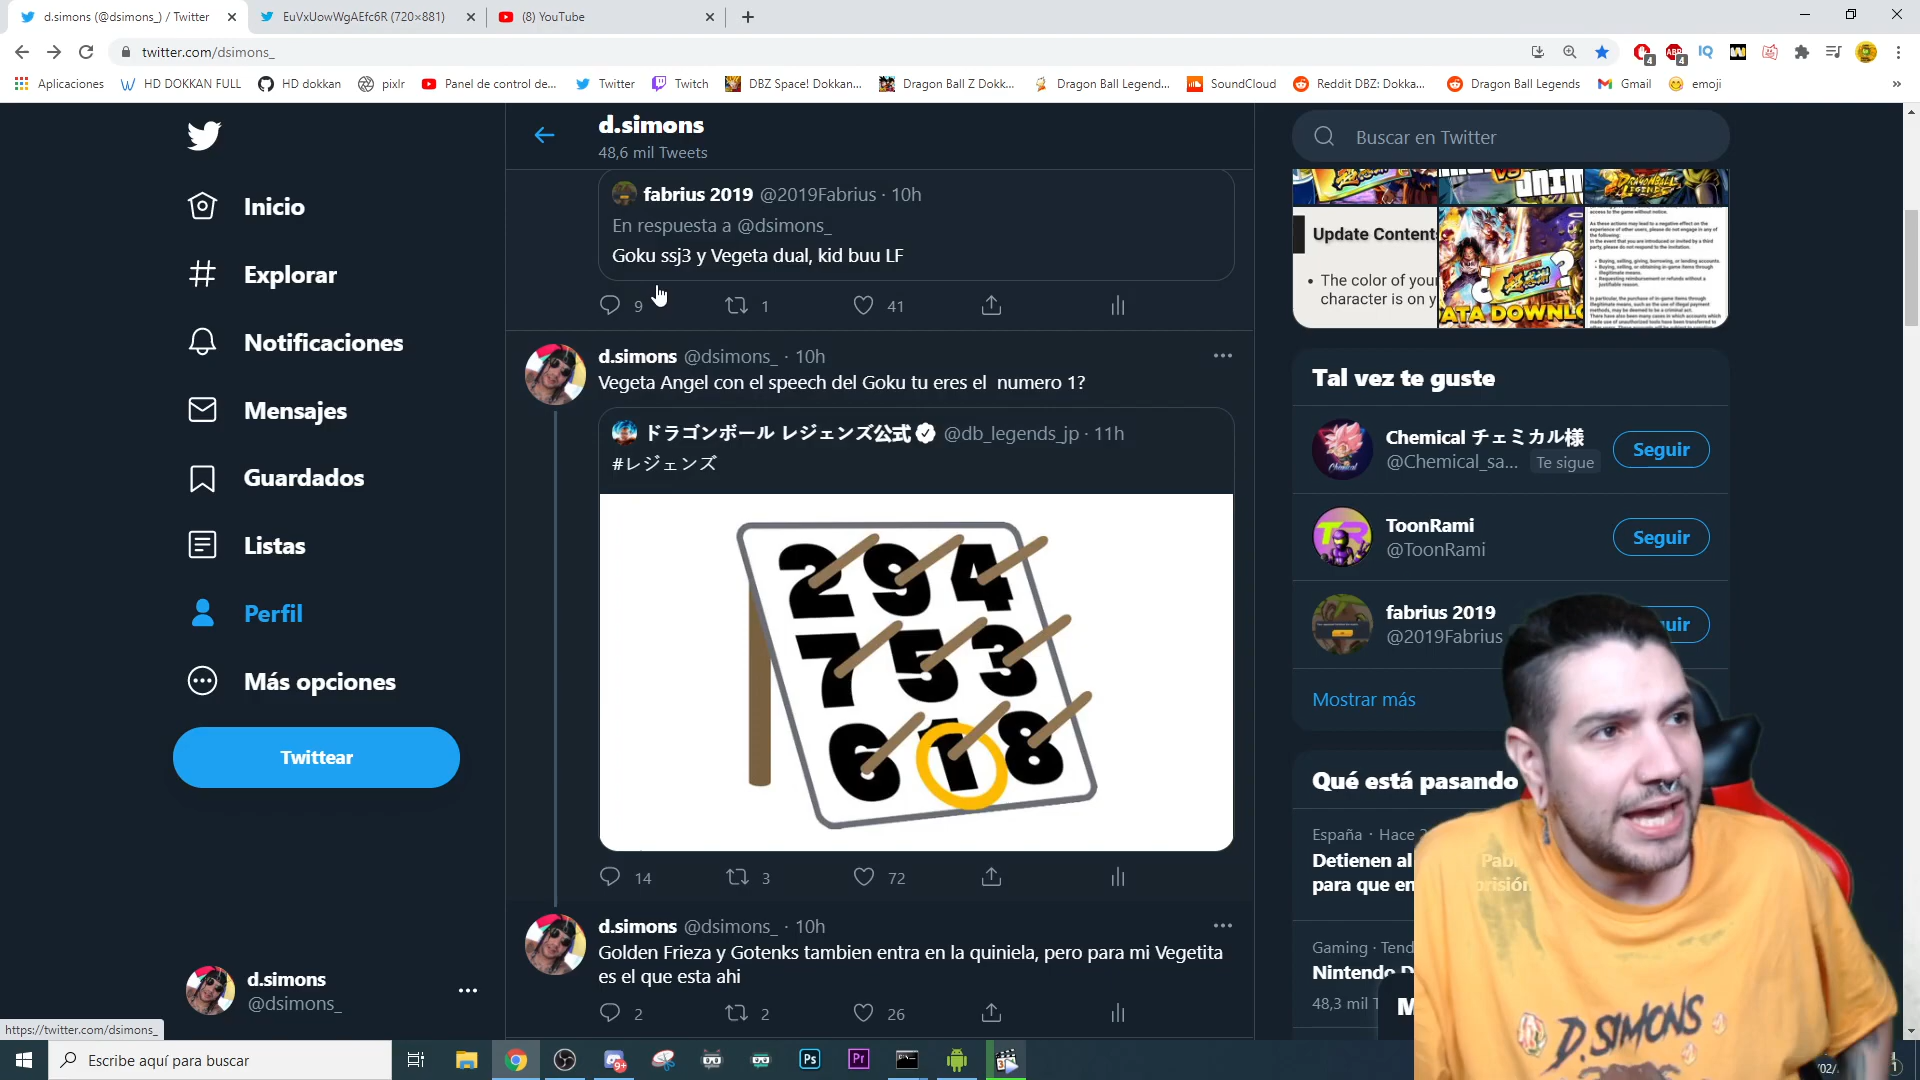 d.simons (@dsimons_) / Twitter
EuVxUowWgAEfc6R (720×881)
(8) YouTube
twitter.com/dsimons_
4
4
Aplicaciones
HD DOKKAN FULL
HD dokkan
pixlr
Panel de control de...
Twitter
Twitch
DBZ Space! Dokkan...
Dragon Ball Z Dokk...
Dragon Ball Legend...
SoundCloud
Reddit DBZ: Dokka...
Dragon Ball Legends
Gmail
emoji
Inicio
Explorar
Notificaciones
Mensajes
Guardados
Listas
Perfil
Más opciones
Twittear
d.simons
@dsimons_
https://twitter.com/dsimons_
d.simons
48,6 mil Tweets
fabrius 2019 @2019Fabrius · 10h
En respuesta a @dsimons_
Goku ssj3 y Vegeta dual, kid buu LF
9 1 41
d.simons @dsimons_ · 10h
Vegeta Angel con el speech del Goku tu eres el numero 1?
ドラゴンボール レジェンズ公式 @db_legends_jp · 11h
#レジェンズ
2 9 4
7 5 3
6 1 8
14 3 72
d.simons @dsimons_ · 10h
Golden Frieza y Gotenks tambien entra en la quiniela, pero para mi Vegetita
es el que esta ahi
2 2 26
Buscar en Twitter
Update Content
• The color of your
character is on y
ATA DOWNL
Tal vez te guste
Chemical チェミカル様
@Chemical_sa... Te sigue
Seguir
ToonRami
@ToonRami
Seguir
fabrius 2019
@2019Fabrius
uir
Mostrar más
Qué está pasando
España · Hace
Detienen al
para que en
Gaming · Tend
Nintendo D
48,3 mil T
D.SIMONS
Escribe aquí para buscar
9+
Ps
Pr